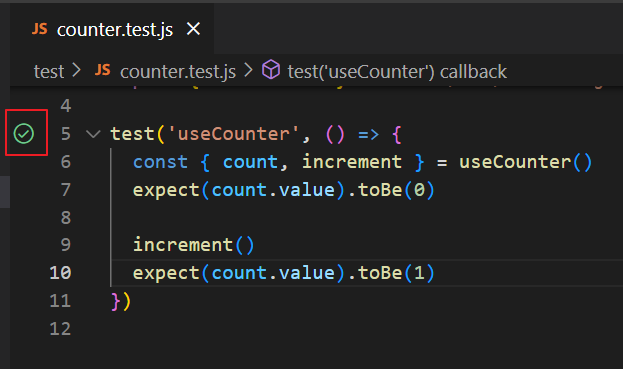 JS counter.test.js ×
test > JS counter.test.js > test('useCounter') callback
4
5 test('useCounter', () => {
6 const { count, increment } = useCounter()
7 expect(count.value).toBe(0)
8
9 increment()
10 expect(count.value).toBe(1)
11 })
12